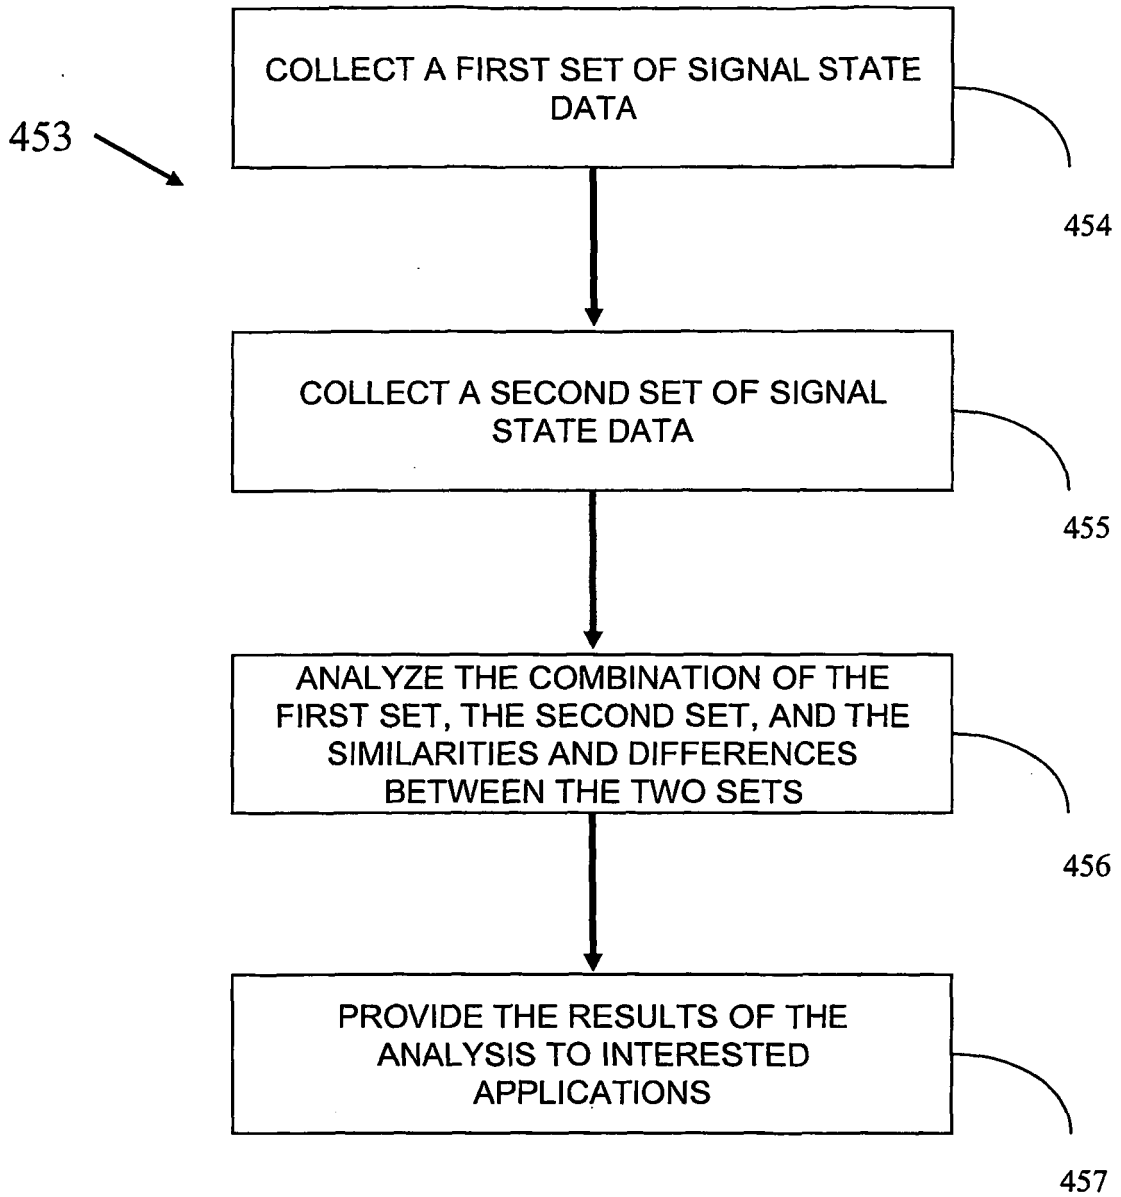 COLLECT A FIRST SET OF SIGNAL STATE
DATA
453
454
COLLECT A SECOND SET OF SIGNAL
STATE DATA
455
ANALYZE THE COMBINATION OF THE
FIRST SET, THE SECOND SET, AND THE
SIMILARITIES AND DIFFERENCES
BETWEEN THE TWO SETS
456
PROVIDE THE RESULTS OF THE
ANALYSIS TO INTERESTED
APPLICATIONS
457